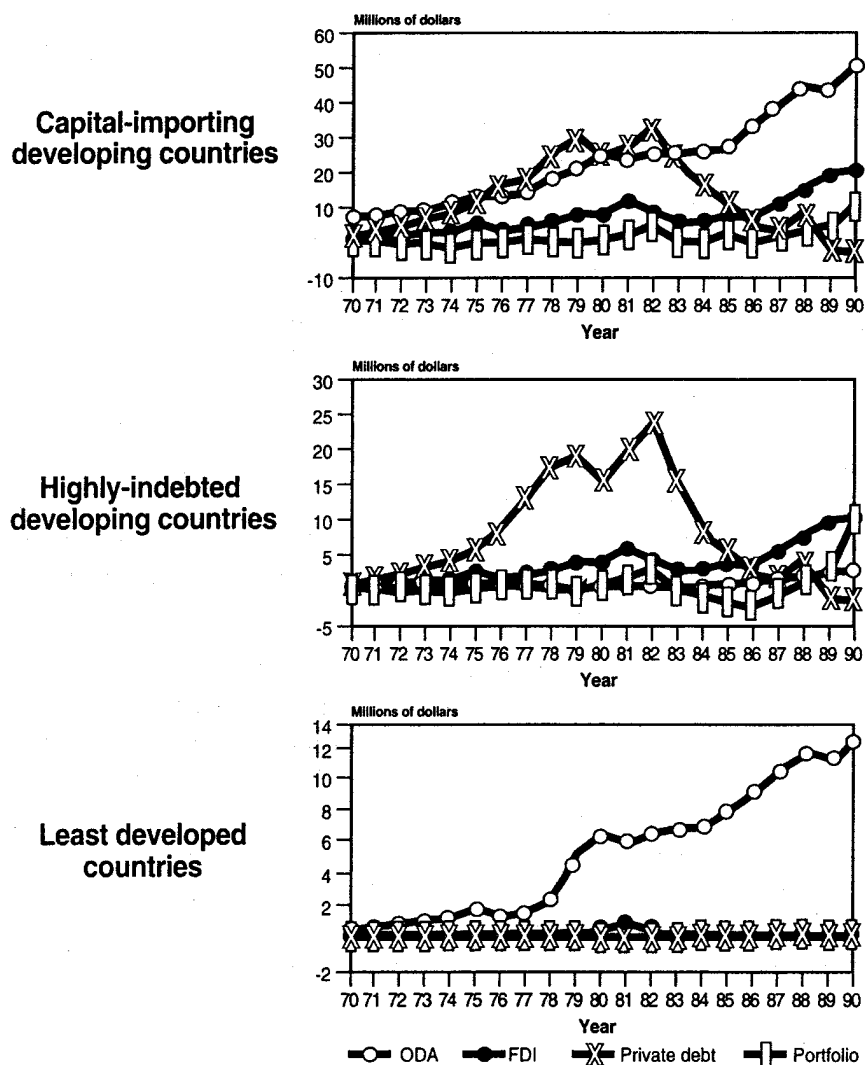 Capital-importing
developing countries
Millions of dollars
60
50
40
30
20
10
-10
70 71 72 73 74 75 76 77 78 79 80 81 82 83 84 85 86 87 88 89 90
Year
Highly-indebted
developing countries
Millions of dollars
30
25
20
15
10
5
-5
70 71 72 73 74 75 76 77 78 79 80 81 82 83 84 85 86 87 88 89 90
Year
Least developed
countries
Millions of dollars
14
12
10
8
6
4
2
-2
70 71 72 73 74 75 76 77 78 79 80 81 82 83 84 85 86 87 88 89 90
Year
ODA FDI Private debt Portfolio